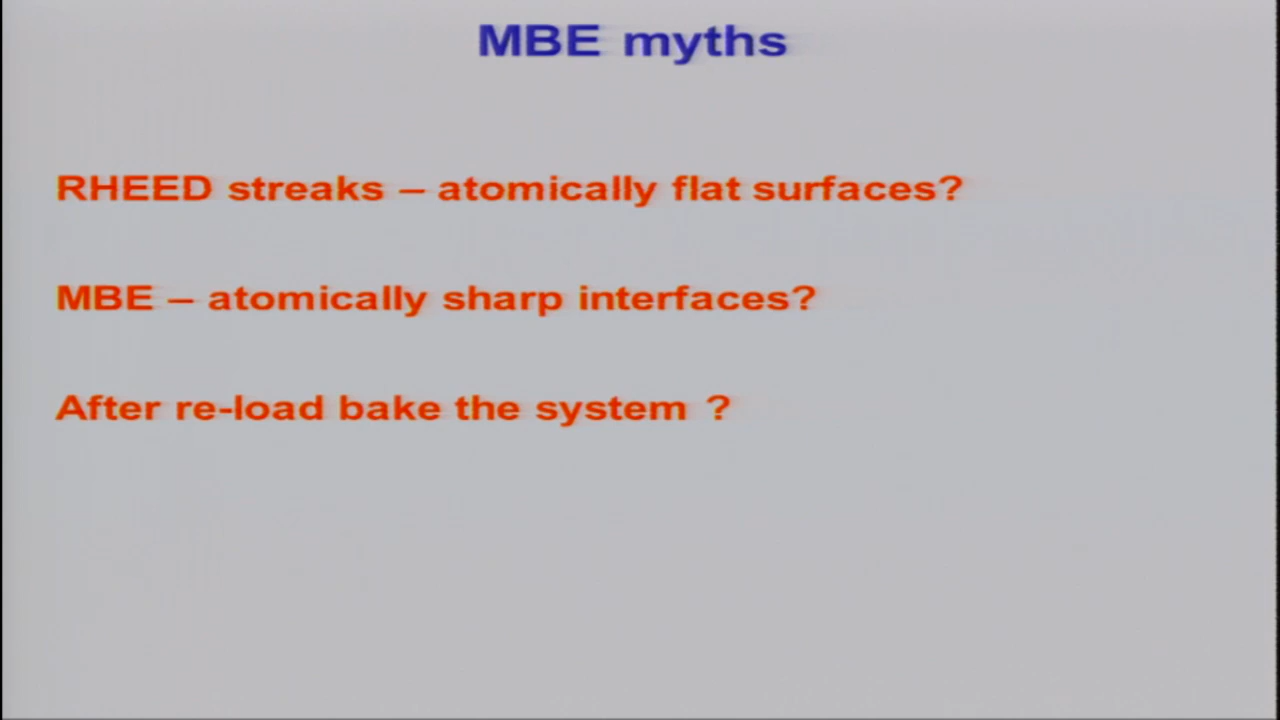 MBE myths
RHEED streaks – atomically flat surfaces?
MBE – atomically sharp interfaces?
After re-load bake the system ?